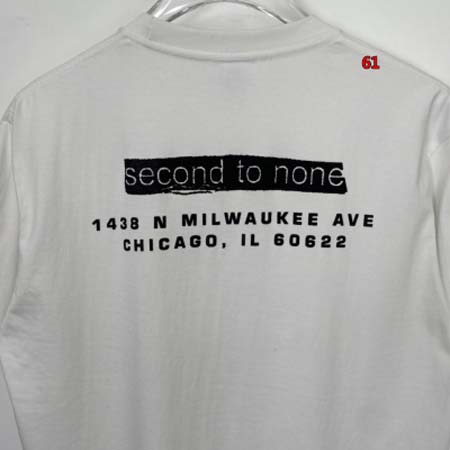 61
second to none
1438 N MILWAUKEE AVE
CHICAGO, IL 60622